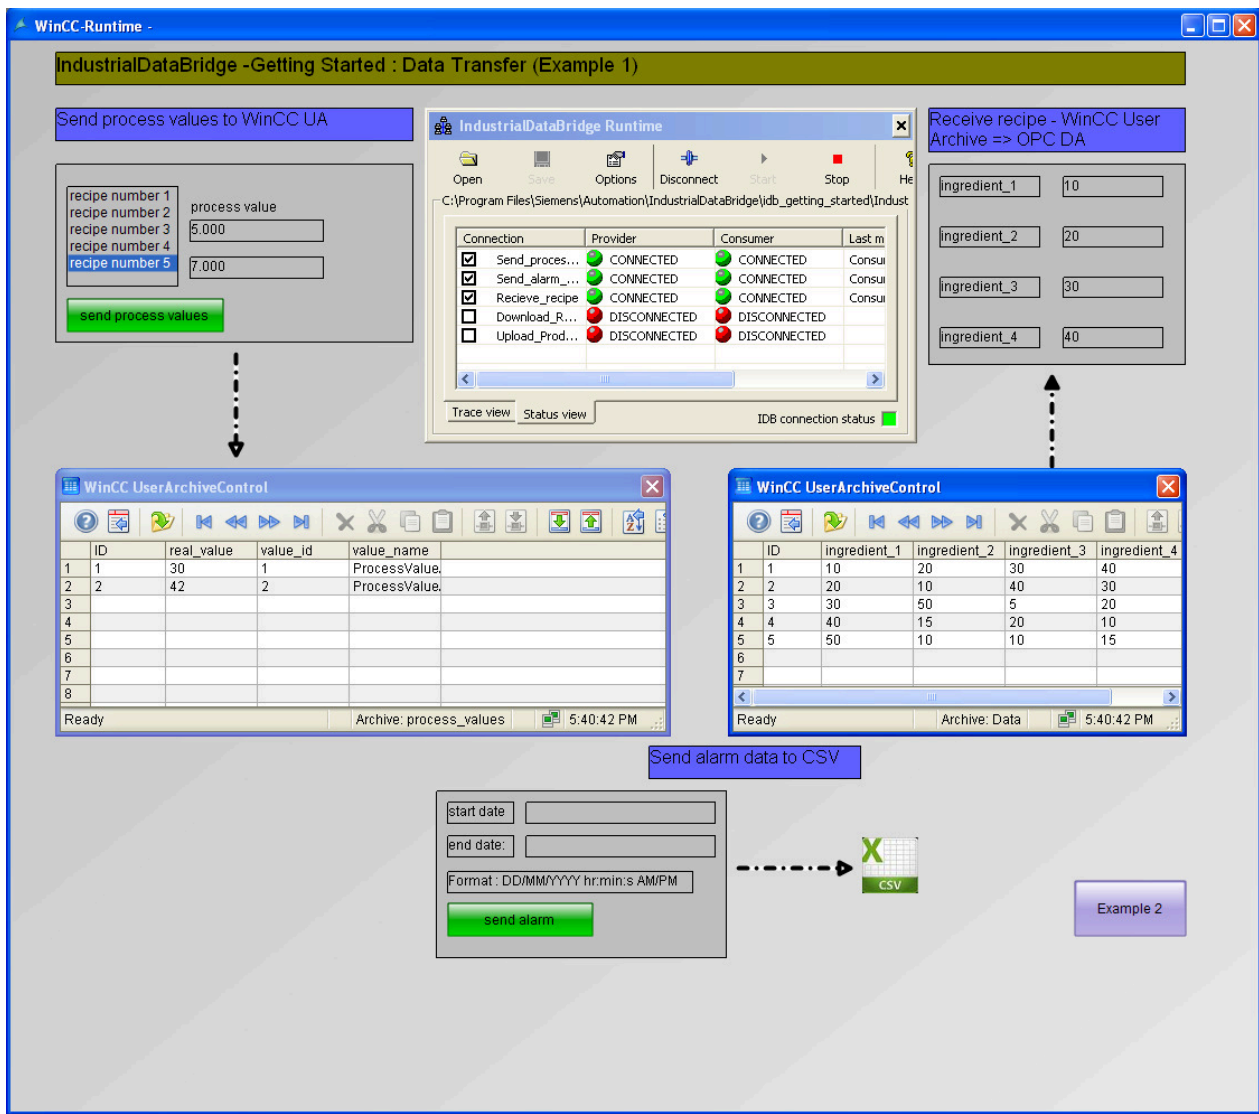 WinCC-Runtime -
IndustrialDataBridge -Getting Started : Data Transfer (Example 1)
Send process values to WinCC UA
recipe number 1
recipe number 2
recipe number 3
recipe number 4
recipe number 5
process value
5.000
7.000
send process values
IndustrialDataBridge Runtime
Open Save Options Disconnect Start Stop He
C:\Program Files\Siemens\Automation\IndustrialDataBridge\idb_getting_started\Indust
Connection Provider Consumer Last m
Send_proces... CONNECTED CONNECTED Consu
Send_alarm_... CONNECTED CONNECTED Consu
Recieve_recipe CONNECTED CONNECTED Consu
Download_R... DISCONNECTED DISCONNECTED
Upload_Prod... DISCONNECTED DISCONNECTED
Trace view Status view IDB connection status
Receive recipe - WinCC User
Archive => OPC DA
ingredient_1 10
ingredient_2 20
ingredient_3 30
ingredient_4 40
WinCC UserArchiveControl
ID real_value value_id value_name
1 1 30 1 ProcessValue.
2 2 42 2 ProcessValue.
3
4
5
6
7
8
Ready Archive: process_values 5:40:42 PM
WinCC UserArchiveControl
ID ingredient_1 ingredient_2 ingredient_3 ingredient_4
1 1 10 20 30 40
2 2 20 10 40 30
3 3 30 50 5 20
4 4 40 15 20 10
5 5 50 10 10 15
6
7
Ready Archive: Data 5:40:42 PM
Send alarm data to CSV
start date
end date:
Format : DD/MM/YYYY hr:min:s AM/PM
send alarm
X
CSV
Example 2